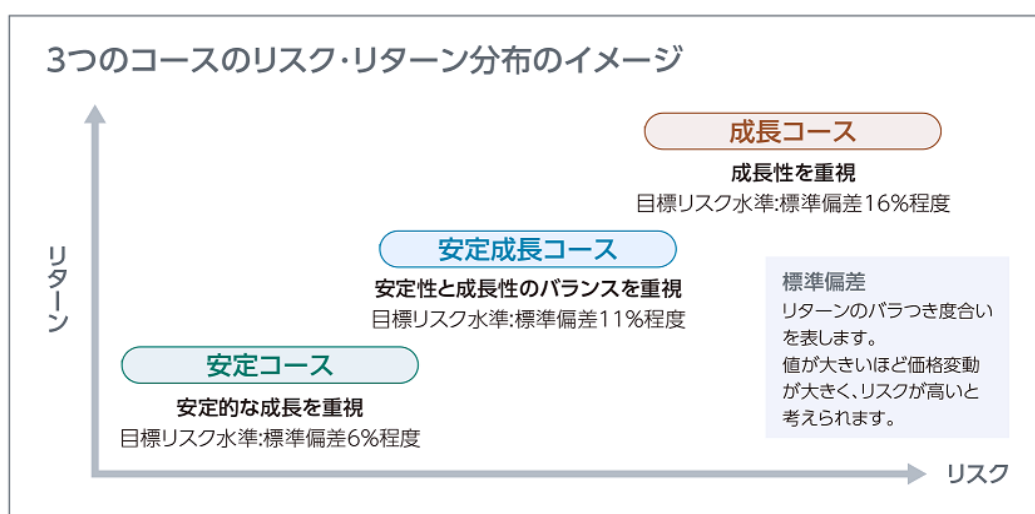 3つのコースのリスク・リターン分布のイメージ
成長コース
成長性を重視
目標リスク水準:標準偏差16%程度
安定成長コース
安定性と成長性のバランスを重視
目標リスク水準:標準偏差11%程度
安定コース
安定的な成長を重視
目標リスク水準:標準偏差6%程度
標準偏差
リターンのバラつき度合い
を表します。
値が大きいほど価格変動
が大きく、リスクが高いと
考えられます。
リターン
リスク